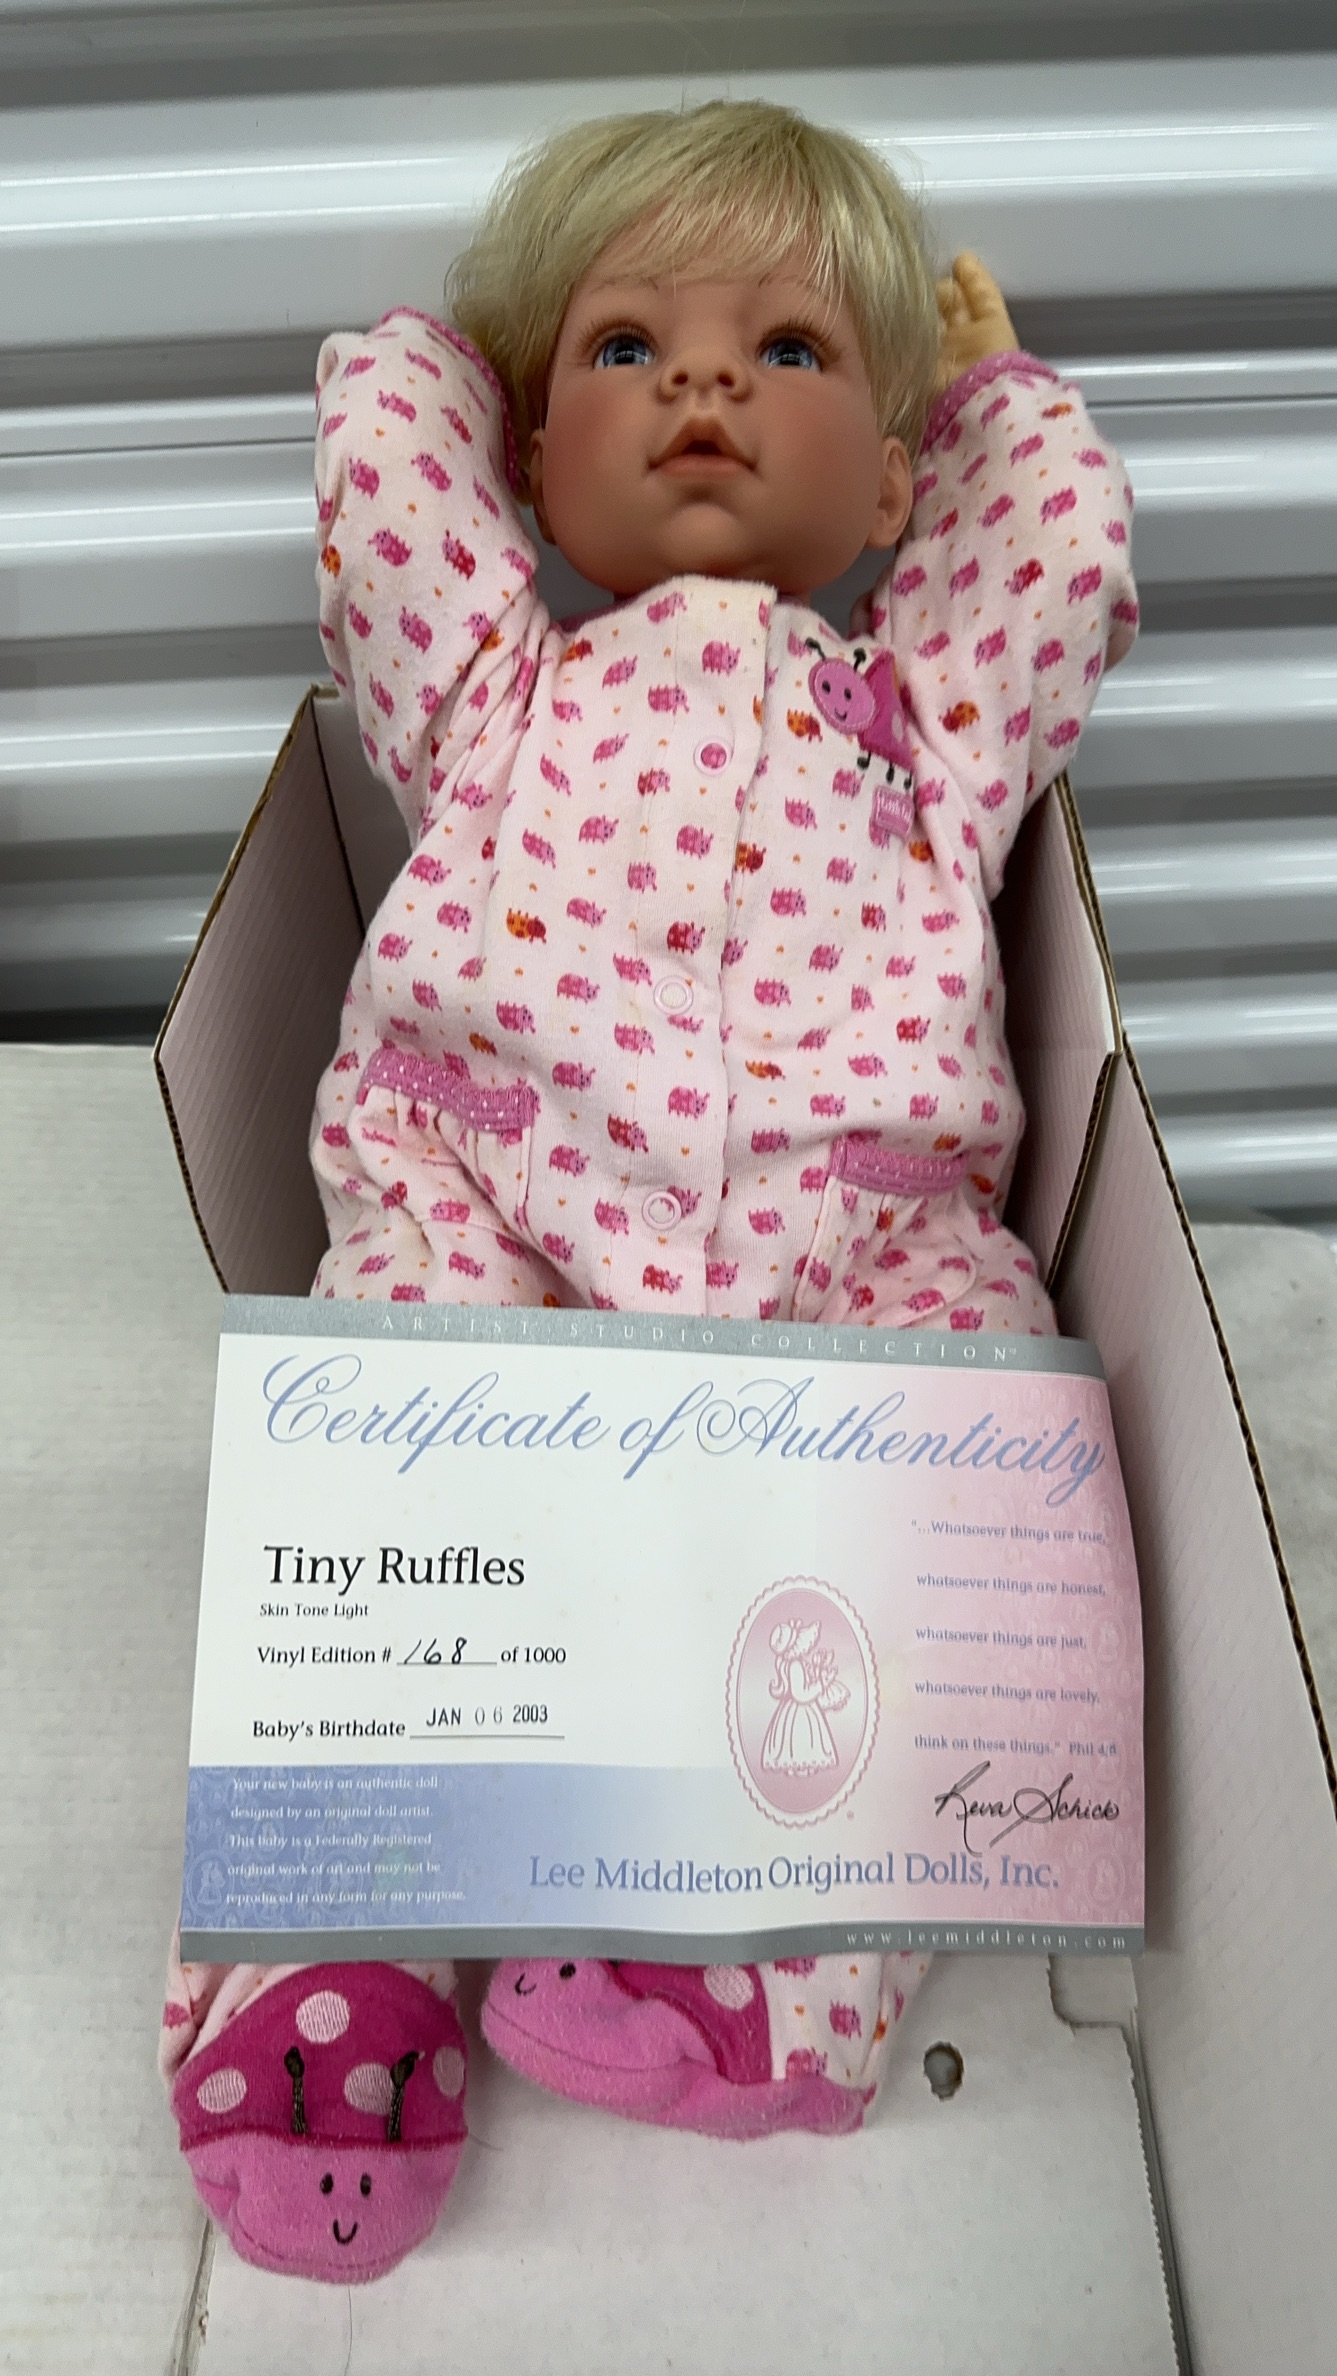 ARTIST STUDIO COLLECTION™
Certificate of Authenticity
Tiny Ruffles
Skin Tone Light
Vinyl Edition # 168 of 1000
Baby's Birthdate JAN 06 2003
"...Whatsoever things are true,
whatsoever things are honest,
whatsoever things are just,
whatsoever things are lovely,
think on these things." Phil 4:8
Reva Schick
Your new baby is an authentic doll
designed by an original doll artist.
This baby is a Federally Registered
original work of art and may not be
reproduced in any form for any purpose.
Lee Middleton Original Dolls, Inc.
www.leemiddleton.com